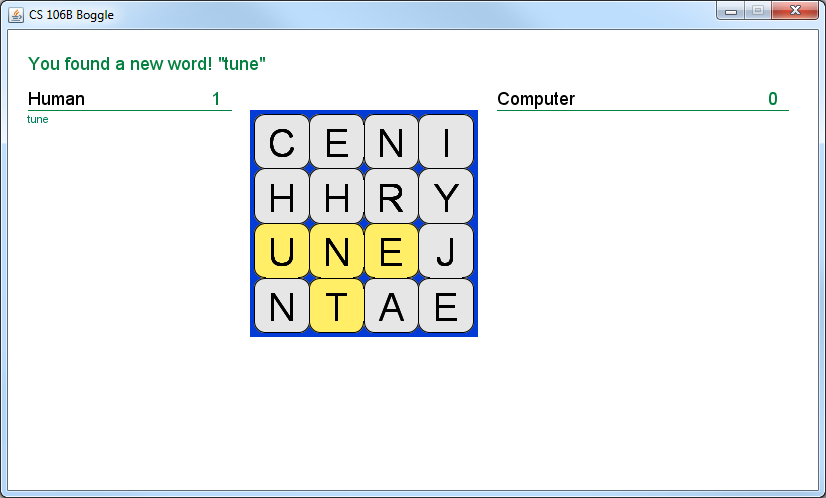 CS 106B Boggle
You found a new word! "tune"
Human 1
Computer 0
tune
C E N I
H H R Y
U N E J
N T A E